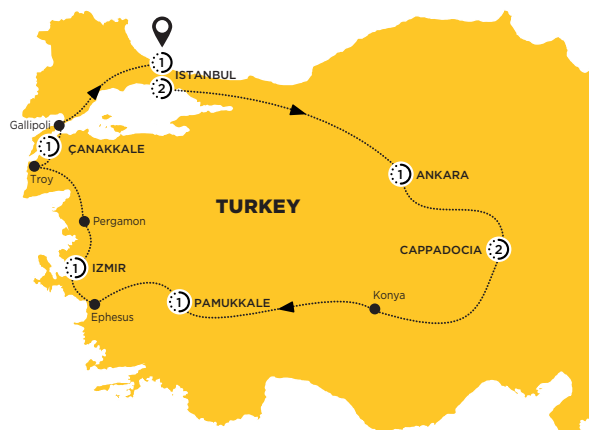 1
ISTANBUL
2
Gallipoli
1 ÇANAKKALE
Troy
1 ANKARA
TURKEY
Pergamon
CAPPADOCIA 2
1 IZMIR
1 PAMUKKALE
Konya
Ephesus